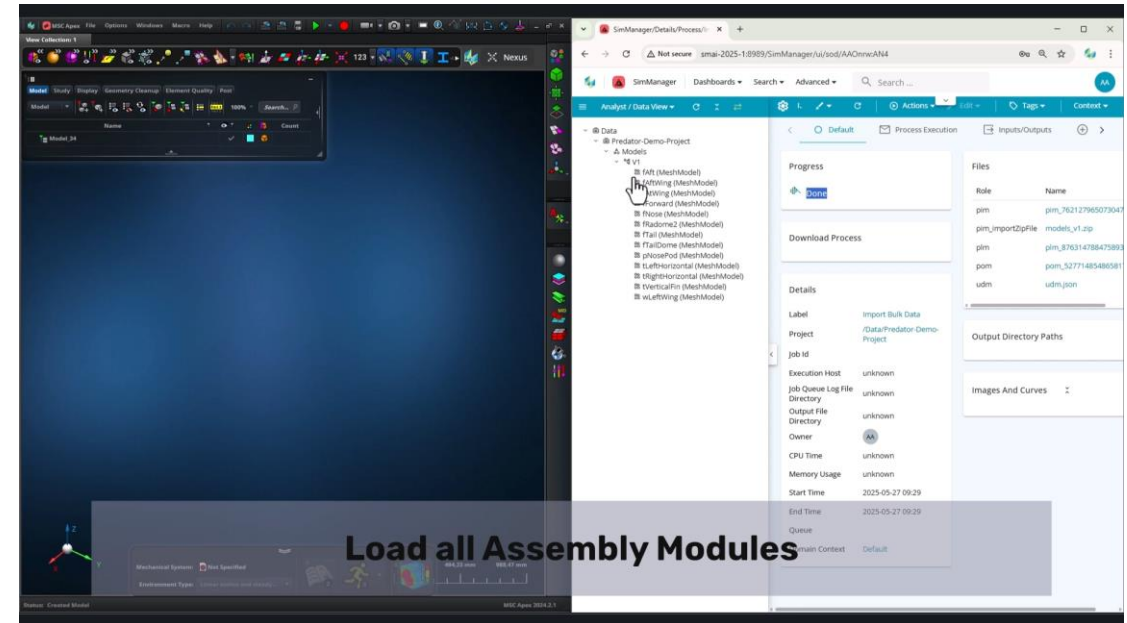 MSC Apex File Options Windows Macro Help
View Collection: 1
123
Nexus
Model Study Display Geometry Cleanup Element Quality Post
Model
100%
Search...
Name
Count
Model_34
Mechanical System: Not Specified
Environment Type:
484.23 mm
Status: Created Model
MSC Apex 2024.2.1
SimManager/Details/Process/
Not secure
smai-2025-1:8989/SimManager/ui/sod/AAOmrw:AN4
SimManager
Dashboards
Search
Advanced
Search ...
AA
Analyst / Data View
Actions
Edit
Tags
Context
Data
Predator-Demo-Project
Models
V1
fAft (MeshModel)
fAftWing (MeshModel)
Wing (MeshModel)
Forward (MeshModel)
fNose (MeshModel)
fRadome2 (MeshModel)
fTail (MeshModel)
fTailDome (MeshModel)
pNosePod (MeshModel)
tLeftHorizontal (MeshModel)
tRightHorizontal (MeshModel)
tVerticalFin (MeshModel)
wLeftWing (MeshModel)
Default
Process Execution
Inputs/Outputs
Progress
Done
Download Process
Details
Label Import Bulk Data
Project /Data/Predator-Demo-
Project
Job Id
Execution Host unknown
Job Queue Log File
Directory
unknown
Output File
Directory
unknown
Owner AA
CPU Time unknown
Memory Usage unknown
Start Time 2025-05-27 09:29
End Time 2025-05-27 09:29
Queue
Domain Context Default
Files
Role Name
pim pim_762127965073047
pim_importZipFile models_v1.zip
plm plm_876314788475893
pom pom_52771485486581
udm udm.json
Output Directory Paths
Images And Curves
Load all Assembly Modules